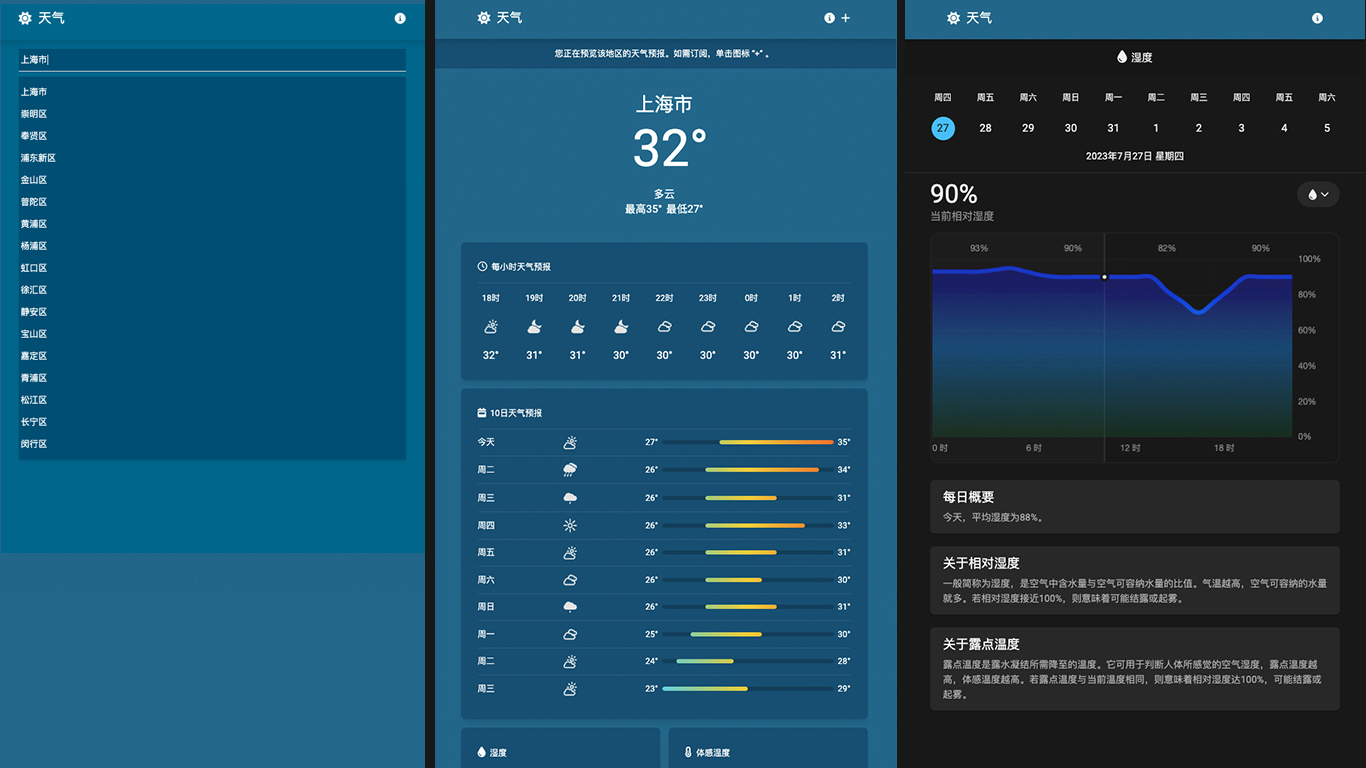 天气
上海市
上海市
崇明区
奉贤区
浦东新区
金山区
普陀区
黄浦区
杨浦区
虹口区
徐汇区
静安区
宝山区
嘉定区
青浦区
松江区
长宁区
闵行区
天气
您正在预览该地区的天气预报。如需订阅，单击图标 “+” 。
上海市
32°
多云
最高35° 最低27°
每小时天气预报
18时 19时 20时 21时 22时 23时 0时 1时 2时
32° 31° 31° 30° 30° 30° 30° 30° 31°
10日天气预报
今天 27° 35°
周二 26° 34°
周三 26° 31°
周四 26° 33°
周五 26° 31°
周六 26° 30°
周日 26° 31°
周一 25° 30°
周二 24° 28°
周三 23° 29°
湿度 体感温度
天气
湿度
周四 周五 周六 周日 周一 周二 周三 周四 周五 周六
27 28 29 30 31 1 2 3 4 5
2023年7月27日 星期四
90%
当前相对湿度
93% 90% 82% 90%
100%
80%
60%
40%
20%
0%
0 时 6 时 12 时 18 时
每日概要
今天，平均湿度为88%。
关于相对湿度
一般简称为湿度，是空气中含水量与空气可容纳水量的比值。气温越高，空气可容纳的水量
就多。若相对湿度接近100%，则意味着可能结露或起雾。
关于露点温度
露点温度是露水凝结所需降至的温度。它可用于判断人体所感觉的空气湿度，露点温度越
高，体感温度越高。若露点温度与当前温度相同，则意味着相对湿度达100%，可能结露或
起雾。